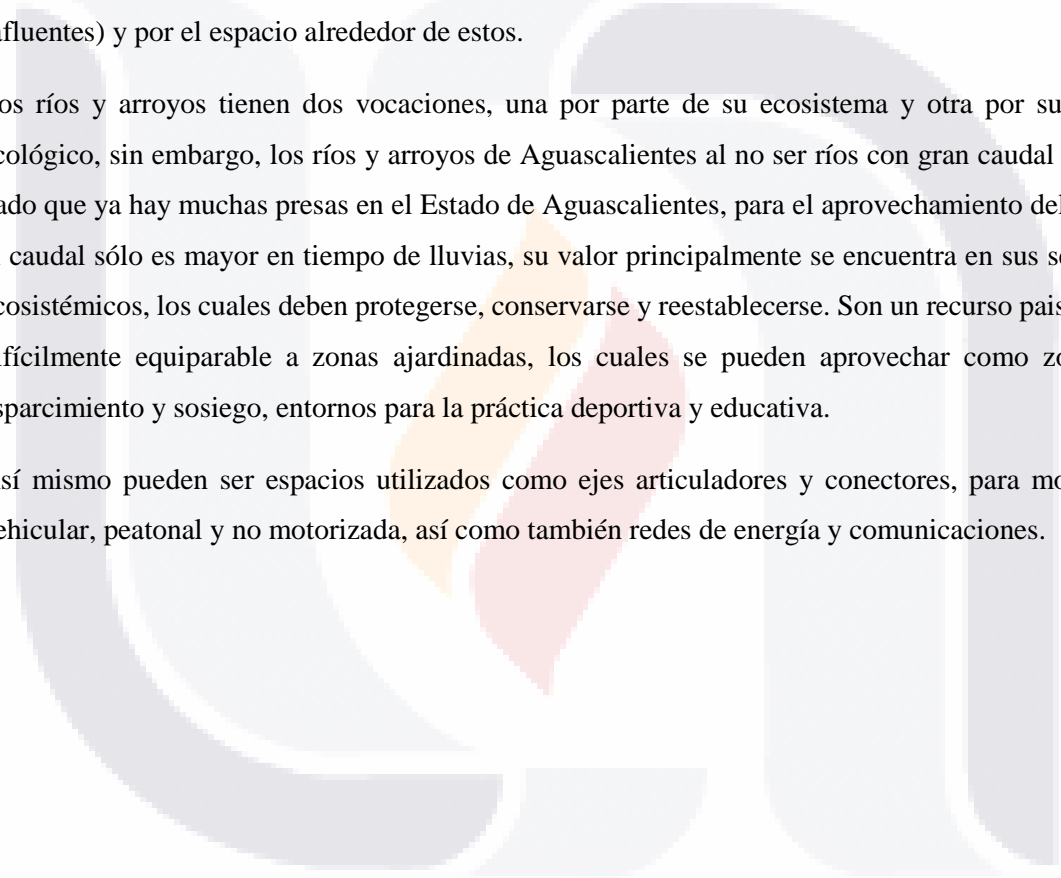 afluentes) y por el espacio alrededor de estos.
os ríos y arroyos tienen dos vocaciones, una por parte de su ecosistema y otra por su
cológico, sin embargo, los ríos y arroyos de Aguascalientes al no ser ríos con gran caudal
ado que ya hay muchas presas en el Estado de Aguascalientes, para el aprovechamiento del
caudal sólo es mayor en tiempo de lluvias, su valor principalmente se encuentra en sus se
cosistémicos, los cuales deben protegerse, conservarse y reestablecerse. Son un recurso pais
ifícilmente equiparable a zonas ajardinadas, los cuales se pueden aprovechar como zo
sparcimiento y sosiego, entornos para la práctica deportiva y educativa.
sí mismo pueden ser espacios utilizados como ejes articuladores y conectores, para mo
ehicular, peatonal y no motorizada, así como también redes de energía y comunicaciones.